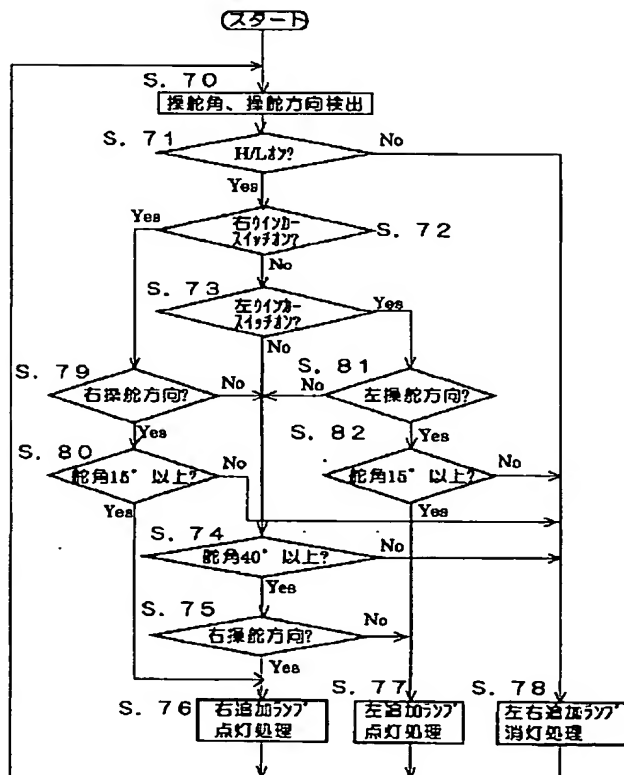 スタート
S. 70
操舵角、操舵方向検出
S. 71
H/Lオン?
No
Yes
Yes
右ウインカー
スイッチオン?
S. 72
No
S. 73
左ウインカー
スイッチオン?
Yes
No
S. 79
右操舵方向?
No
No
S. 81
左操舵方向?
Yes
Yes
S. 80
舵角15° 以上?
No
Yes
S. 82
舵角15° 以上?
No
Yes
S. 74
舵角40° 以上?
No
Yes
S. 75
右操舵方向?
No
Yes
S. 76
右追加ランプ
点灯処理
S. 77
左追加ランプ
点灯処理
S. 78
左右追加ランプ
消灯処理